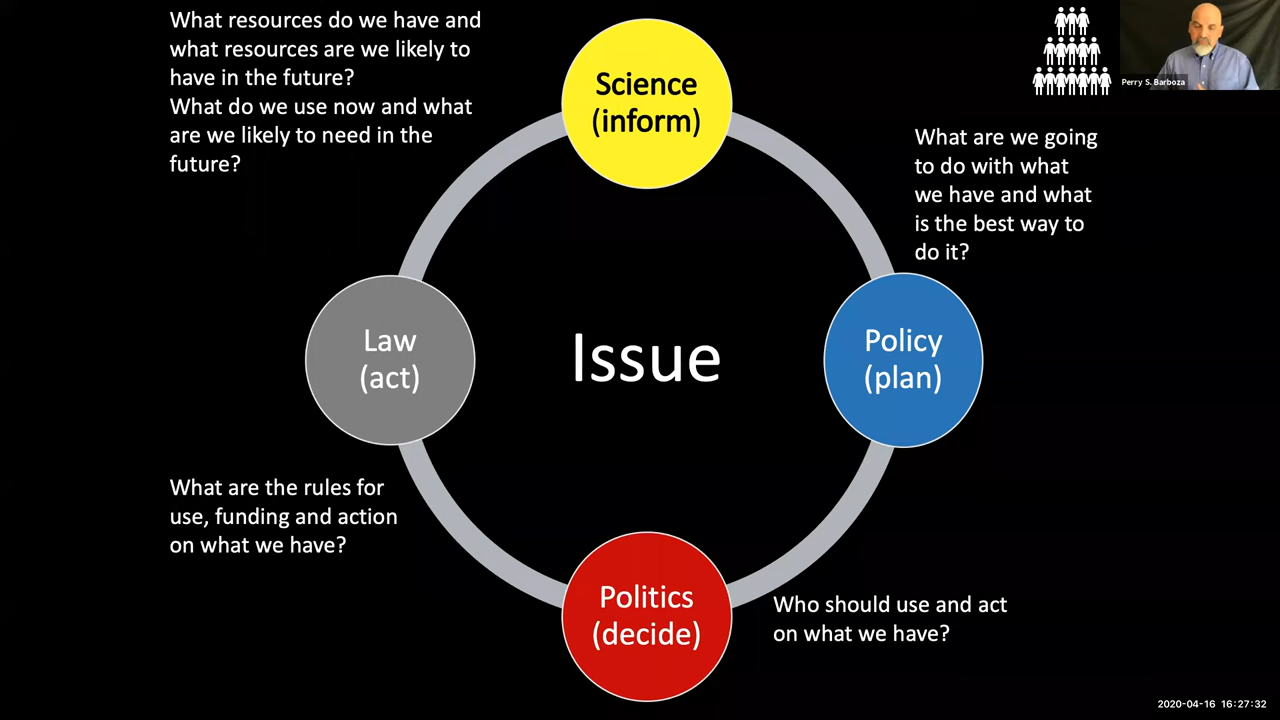 What resources do we have and
what resources are we likely to
have in the future?
What do we use now and what
are we likely to need in the
future?
Science
(inform)
Perry S. Barboza
What are we going
to do with what
we have and what
is the best way to
do it?
Law
(act)
Issue
Policy
(plan)
What are the rules for
use, funding and action
on what we have?
Politics
(decide)
Who should use and act
on what we have?
2020-04-16 16:27:32